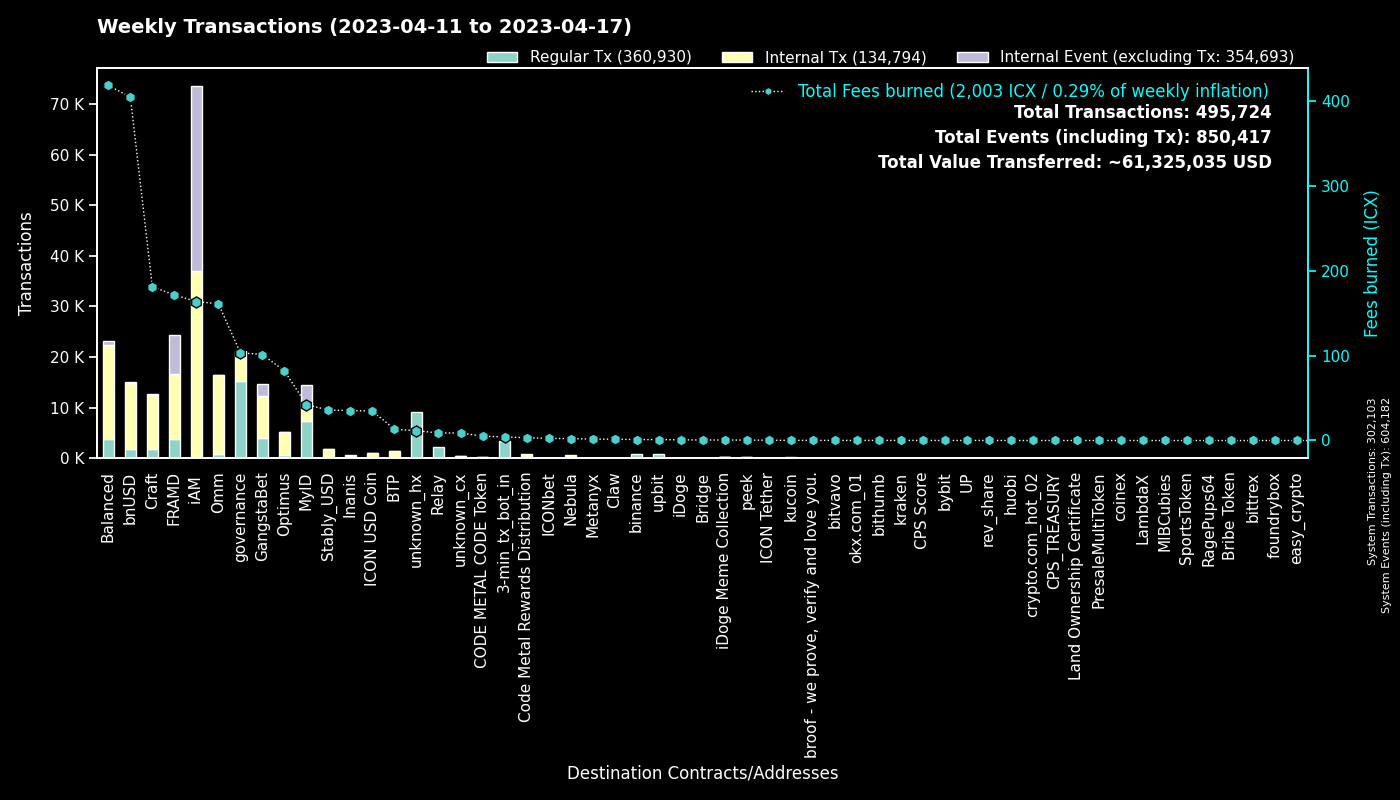 Weekly Transactions (2023-04-11 to 2023-04-17)
Regular Tx (360,930)
Internal Tx (134,794)
Internal Event (excluding Tx: 354,693)
Total Fees burned (2,003 ICX / 0.29% of weekly inflation)
Total Transactions: 495,724
Total Events (including Tx): 850,417
Total Value Transferred: ~61,325,035 USD
Transactions
70 K
60 K
50 K
40 K
30 K
20 K
10 K
0 K
400
300
200
100
0
Fees burned (ICX)
Balanced
bnUSD
Craft
FRAMD
iAM
Omm
governance
GangstaBet
Optimus
MyID
Stably_USD
Inanis
ICON USD Coin
BTP
unknown_hx
Relay
unknown_cx
CODE METAL CODE Token
3-min_tx_bot_in
Code Metal Rewards Distribution
ICONbet
Nebula
Metanyx
Claw
binance
upbit
iDoge
Bridge
iDoge Meme Collection
peek
ICON Tether
kucoin
broof - we prove, verify and love you.
bitvavo
okx.com_01
bithumb
kraken
CPS Score
bybit
UP
rev_share
huobi
crypto.com_hot_02
CPS_TREASURY
Land Ownership Certificate
PresaleMultiToken
coinex
LambdaX
MIBCubies
SportsToken
RagePups64
Bribe Token
bittrex
foundrybox
easy_crypto
Destination Contracts/Addresses
System Transactions: 302,103
System Events (including Tx): 604,182